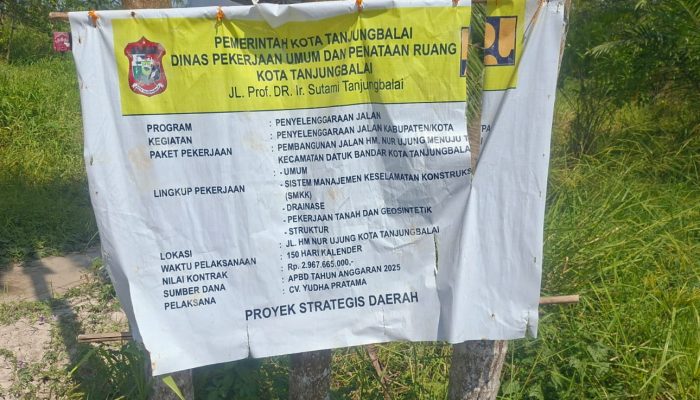 PEMERINTAH KOTA TANJUNGBALAI
DINAS PEKERJAAN UMUM DAN PENATAAN RUANG
KOTA TANJUNGBALAI
JL. Prof. DR. Ir. Sutami Tanjungbalai
PROGRAM : PENYELENGGARAAN JALAN
KEGIATAN : PENYELENGGARAAN JALAN KABUPATEN/KOTA
PAKET PEKERJAAN : PEMBANGUNAN JALAN HM. NUR UJUNG MENUJU T PA
KECAMATAN DATUK BANDAR KOTA TANJUNGBALA
LINGKUP PEKERJAAN : - UMUM
- SISTEM MANAJEMEN KESELAMATAN KONSTRUKS
(SMKK)
- DRAINASE
- PEKERJAAN TANAH DAN GEOSINTETIK
- STRUKTUR
LOKASI : JL. HM NUR UJUNG KOTA TANJUNGBALAI
WAKTU PELAKSANAAN : 150 HARI KALENDER
NILAI KONTRAK : Rp. 2.967.665.000,-
SUMBER DANA : APBD TAHUN ANGGARAN 2025
PELAKSANA : CV. YUDHA PRATAMA
PROYEK STRATEGIS DAERAH